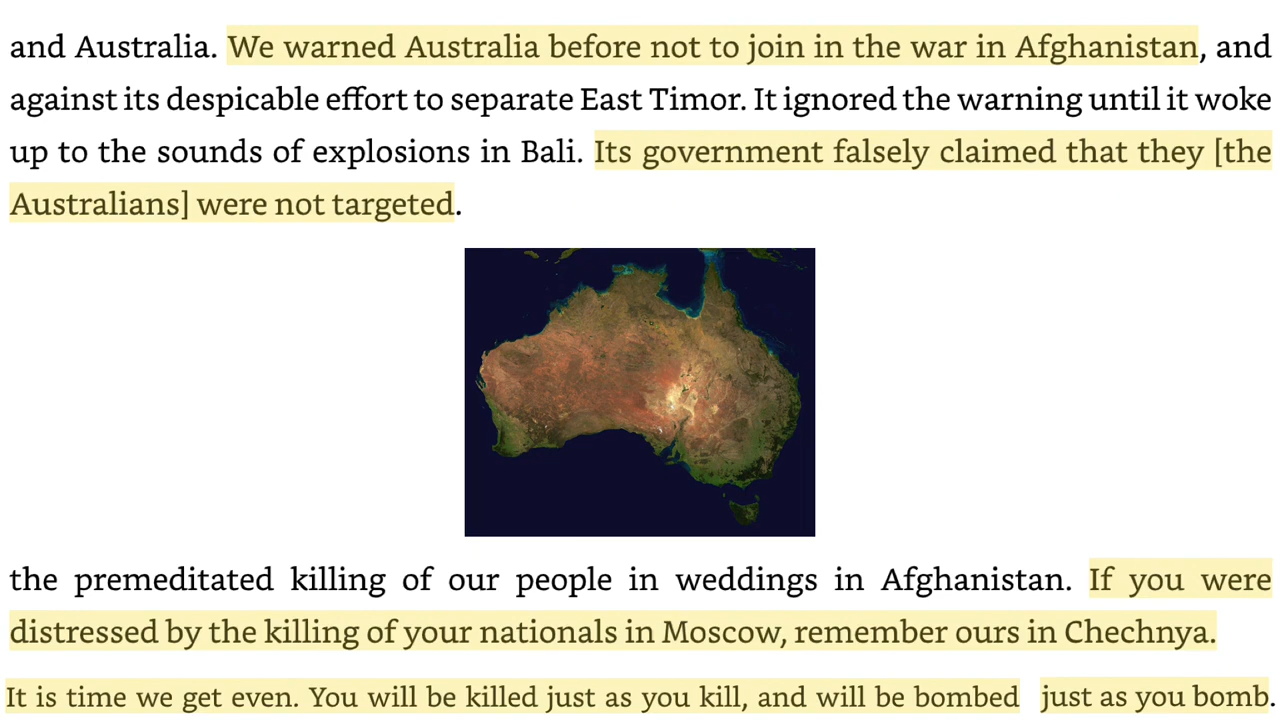 and Australia. We warned Australia before not to join in the war in Afghanistan, and
against its despicable effort to separate East Timor. It ignored the warning until it woke
up to the sounds of explosions in Bali. Its government falsely claimed that they [the
Australians] were not targeted.
the premeditated killing of our people in weddings in Afghanistan. If you were
distressed by the killing of your nationals in Moscow, remember ours in Chechnya.
It is time we get even. You will be killed just as you kill, and will be bombed just as you bomb.